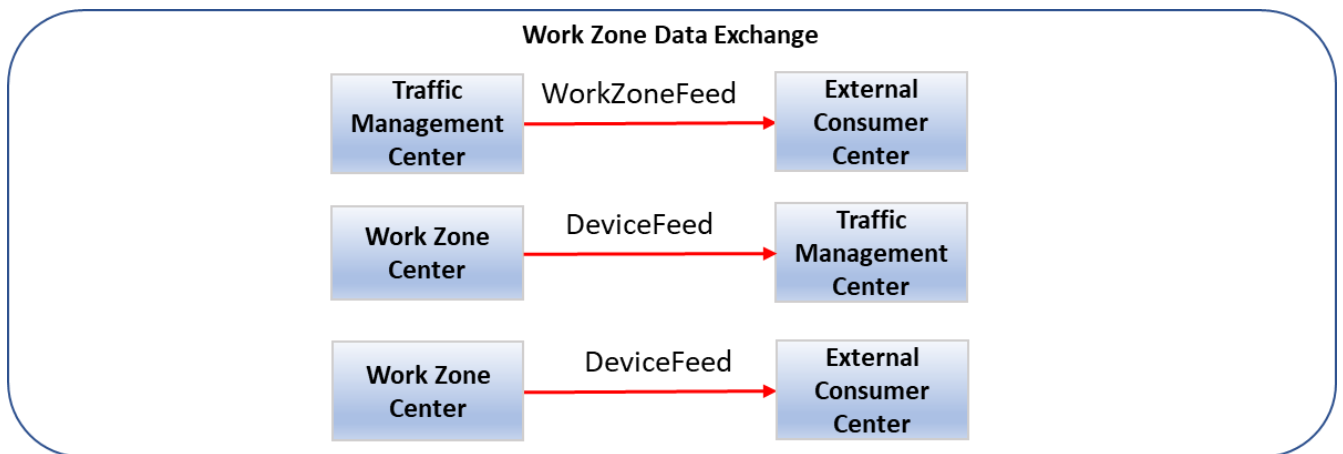 Work Zone Data Exchange
Traffic
Management
Center
WorkZoneFeed
External
Consumer
Center
Work Zone
Center
DeviceFeed
Traffic
Management
Center
Work Zone
Center
DeviceFeed
External
Consumer
Center